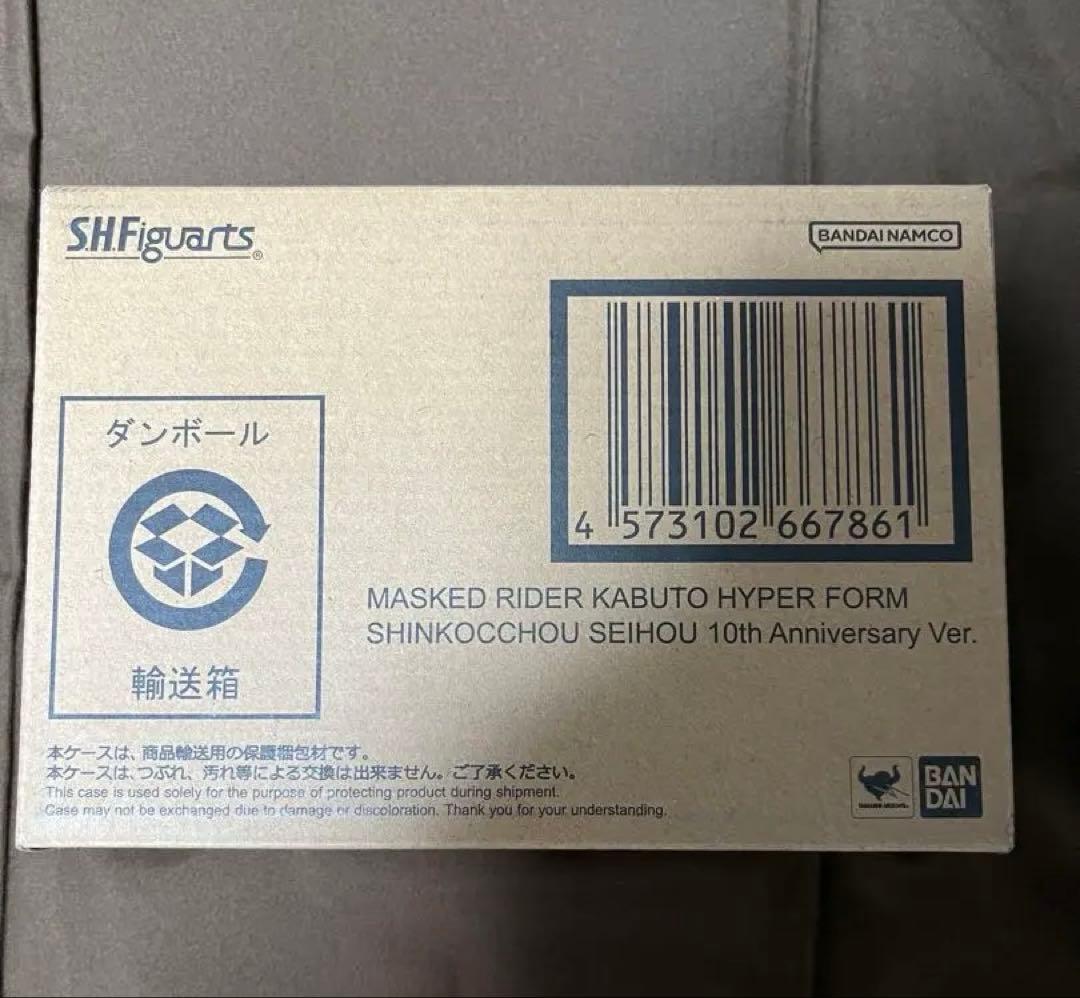 S.H.Figuarts®
BANDAI NAMCO
4 573102 667861
MASKED RIDER KABUTO HYPER FORM
SHINKOCCHOU SEIHOU 10th Anniversary Ver.
ダンボール
輸送箱
本ケースは、商品輸送用の保護梱包材です。
本ケースは、つぶれ、汚れ等による交換は出来ません。ご了承ください。
This case is used solely for the purpose of protecting product during shipment.
Case may not be exchanged due to damage or discoloration. Thank you for your understanding.
BAN
DAI